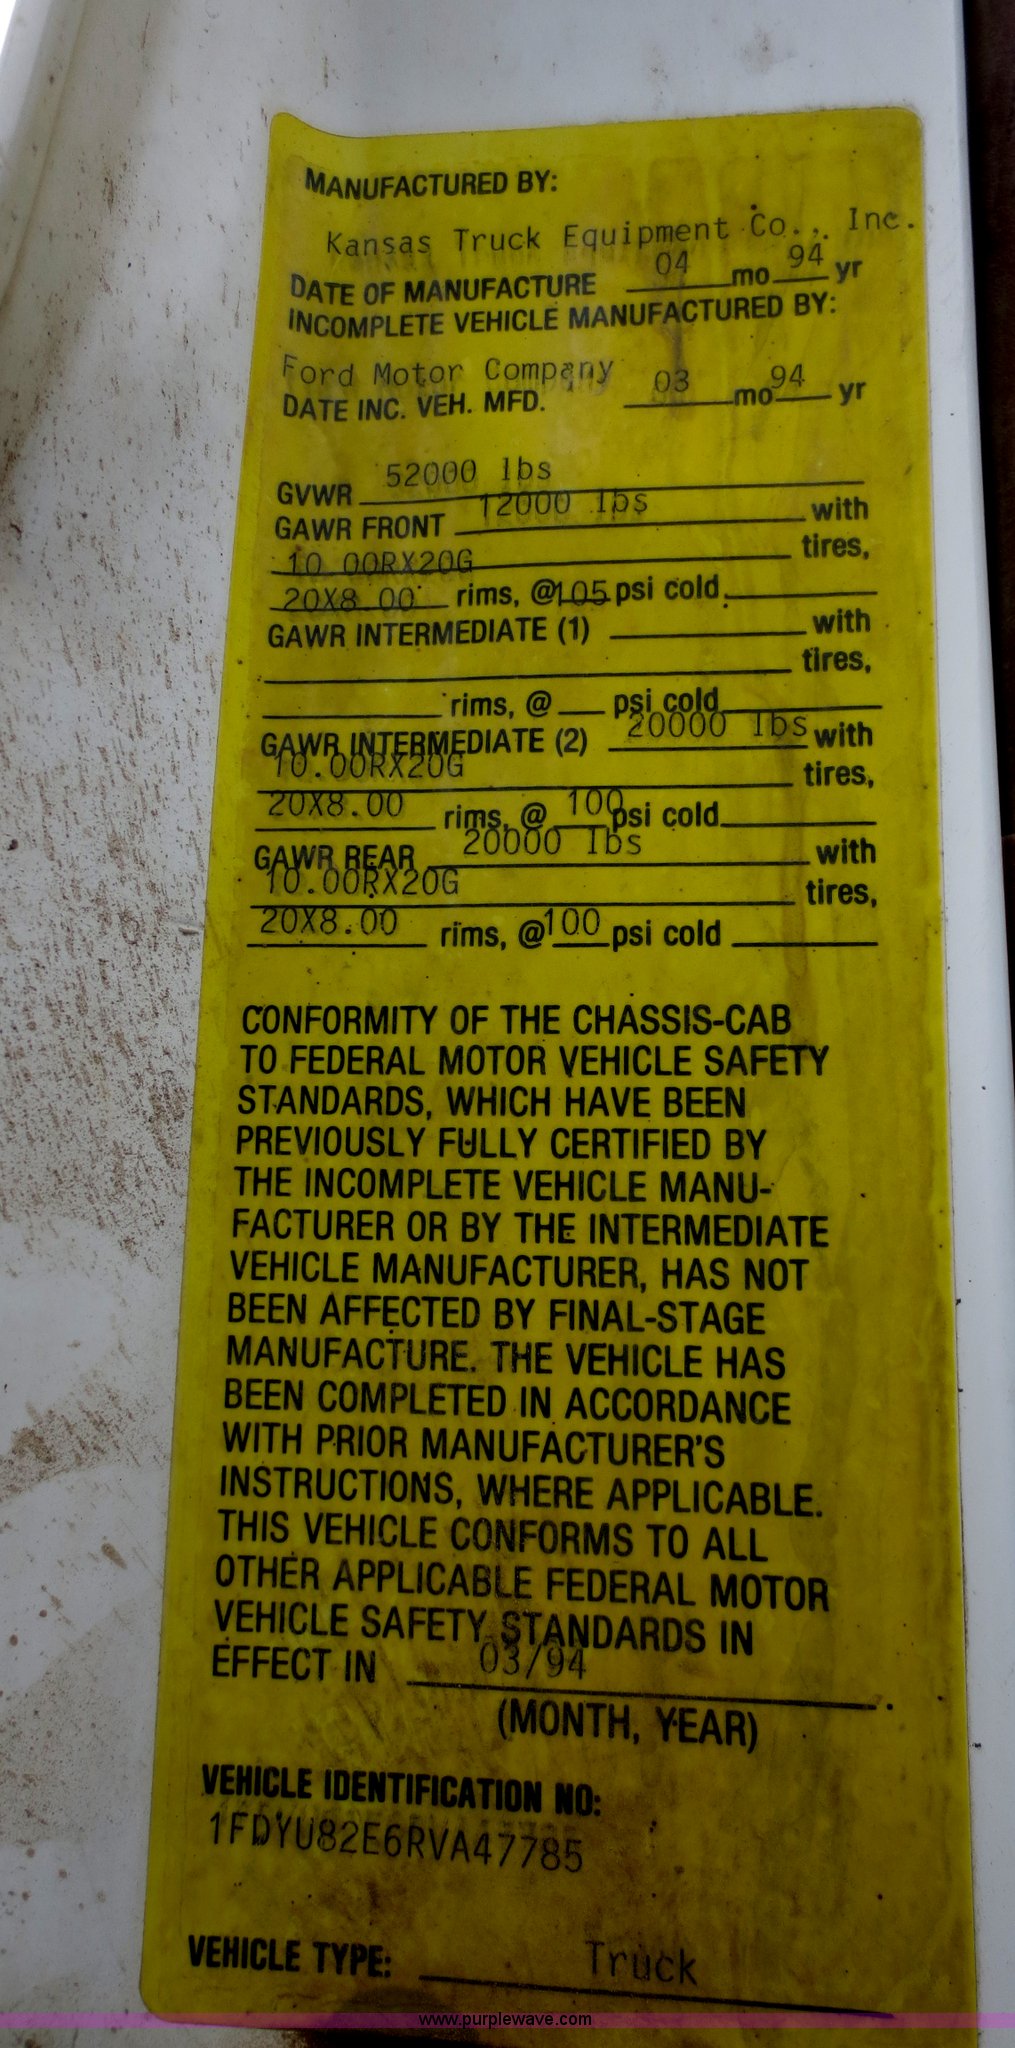 MANUFACTURED BY:
Kansas Truck Equipment Co., Inc.
DATE OF MANUFACTURE 04 mo 94 yr
INCOMPLETE VEHICLE MANUFACTURED BY:
Ford Motor Company
DATE INC. VEH. MFD. 03 mo 94 yr
GVWR 52000 lbs
GAWR FRONT 12000 lbs with
10.00RX20G tires,
20X8.00 rims, @ 105 psi cold
GAWR INTERMEDIATE (1) with
tires,
rims, @ psi cold
GAWR INTERMEDIATE (2) 20000 lbs with
10.00RX20G tires,
20X8.00 rims, @ 100 psi cold
GAWR REAR 20000 lbs with
10.00RX20G tires,
20X8.00 rims, @ 100 psi cold
CONFORMITY OF THE CHASSIS-CAB
TO FEDERAL MOTOR VEHICLE SAFETY
STANDARDS, WHICH HAVE BEEN
PREVIOUSLY FULLY CERTIFIED BY
THE INCOMPLETE VEHICLE MANU-
FACTURER OR BY THE INTERMEDIATE
VEHICLE MANUFACTURER, HAS NOT
BEEN AFFECTED BY FINAL-STAGE
MANUFACTURE. THE VEHICLE HAS
BEEN COMPLETED IN ACCORDANCE
WITH PRIOR MANUFACTURER'S
INSTRUCTIONS, WHERE APPLICABLE.
THIS VEHICLE CONFORMS TO ALL
OTHER APPLICABLE FEDERAL MOTOR
VEHICLE SAFETY STANDARDS IN
EFFECT IN 03/94.
(MONTH, YEAR)
VEHICLE IDENTIFICATION NO:
1FDYU82E6RVA47785
VEHICLE TYPE: Truck
www.purplewave.com